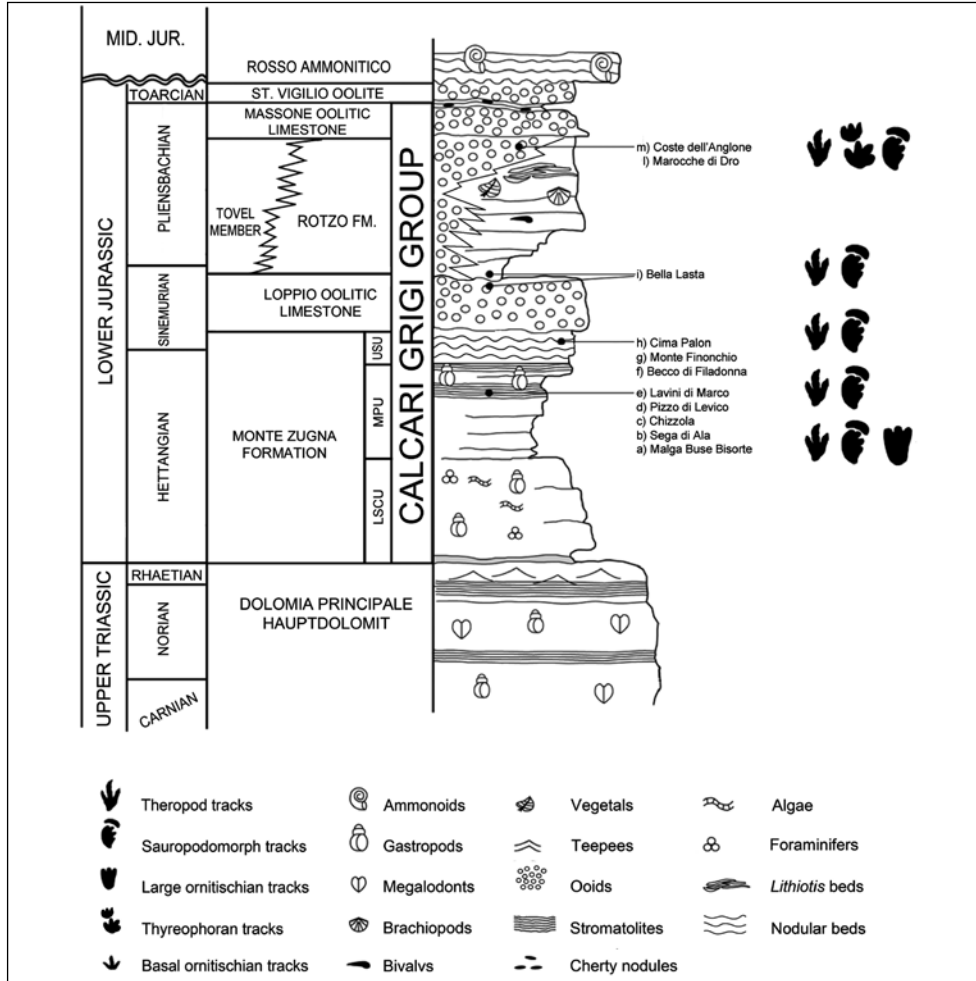 MID. JUR.
ROSSO AMMONITICO
LOWER JURASSIC
TOARCIAN
ST. VIGILIO OOLITE
PLIENSBACHIAN
MASSONE OOLITIC
LIMESTONE
TOVEL
MEMBER
ROTZO FM.
SINEMURIAN
LOPPIO OOLITIC
LIMESTONE
HETTANGIAN
MONTE ZUGNA
FORMATION
USU
MPU
LSCU
CALCARI GRIGI GROUP
UPPER TRIASSIC
RHAETIAN
NORIAN
CARNIAN
DOLOMIA PRINCIPALE
HAUPTDOLOMIT
m) Coste dell'Anglone
l) Marocche di Dro
i) Bella Lasta
h) Cima Palon
g) Monte Finonchio
f) Becco di Filadonna
e) Lavini di Marco
d) Pizzo di Levico
c) Chizzola
b) Sega di Ala
a) Malga Buse Bisorte
Theropod tracks
Sauropodomorph tracks
Large ornitischian tracks
Thyreophoran tracks
Basal ornitischian tracks
Ammonoids
Gastropods
Megalodonts
Brachiopods
Bivalvs
Vegetals
Teepees
Ooids
Stromatolites
Cherty nodules
Algae
Foraminifers
Lithiotis beds
Nodular beds